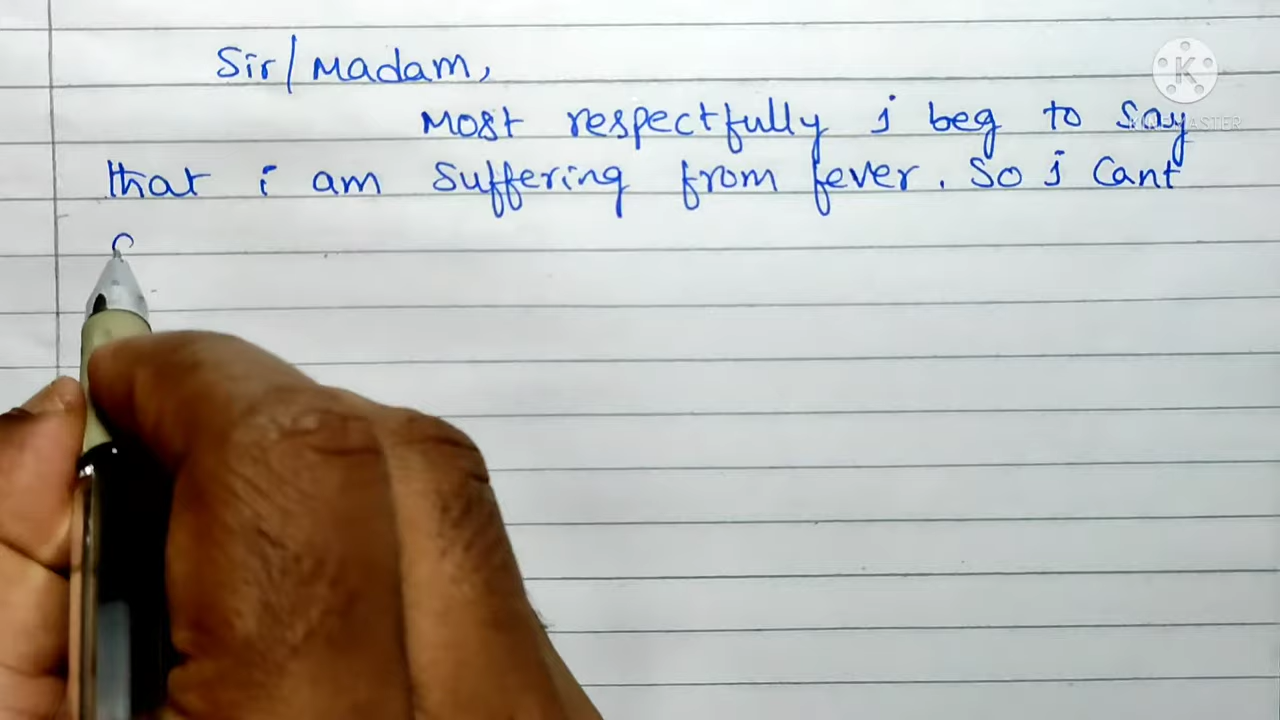 Sir/Madam,
Most respectfully i beg to say
that i am suffering from fever. So i cant
K